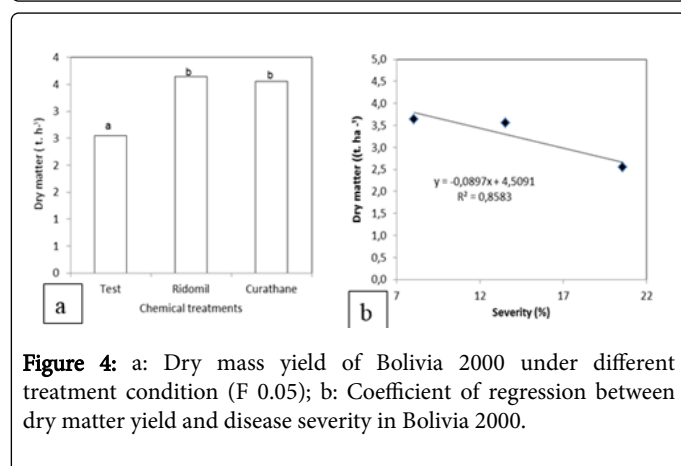 4
4
3
3
2
2
1
1
0
Dry matter ( t. h-¹)
a
b
b
Test Ridomil Curathane
Chemical treatments
a
5,0
4,5
4,0
3,5
3,0
2,5
2,0
1,5
1,0
0,5
0,0
Dry matter ((t. ha -¹)
y = -0,0897x + 4,5091
R² = 0,8583
7 12 17 22
Severity (%)
b
Figure 4: a: Dry mass yield of Bolivia 2000 under different
treatment condition (F 0.05); b: Coefficient of regression between
dry matter yield and disease severity in Bolivia 2000.